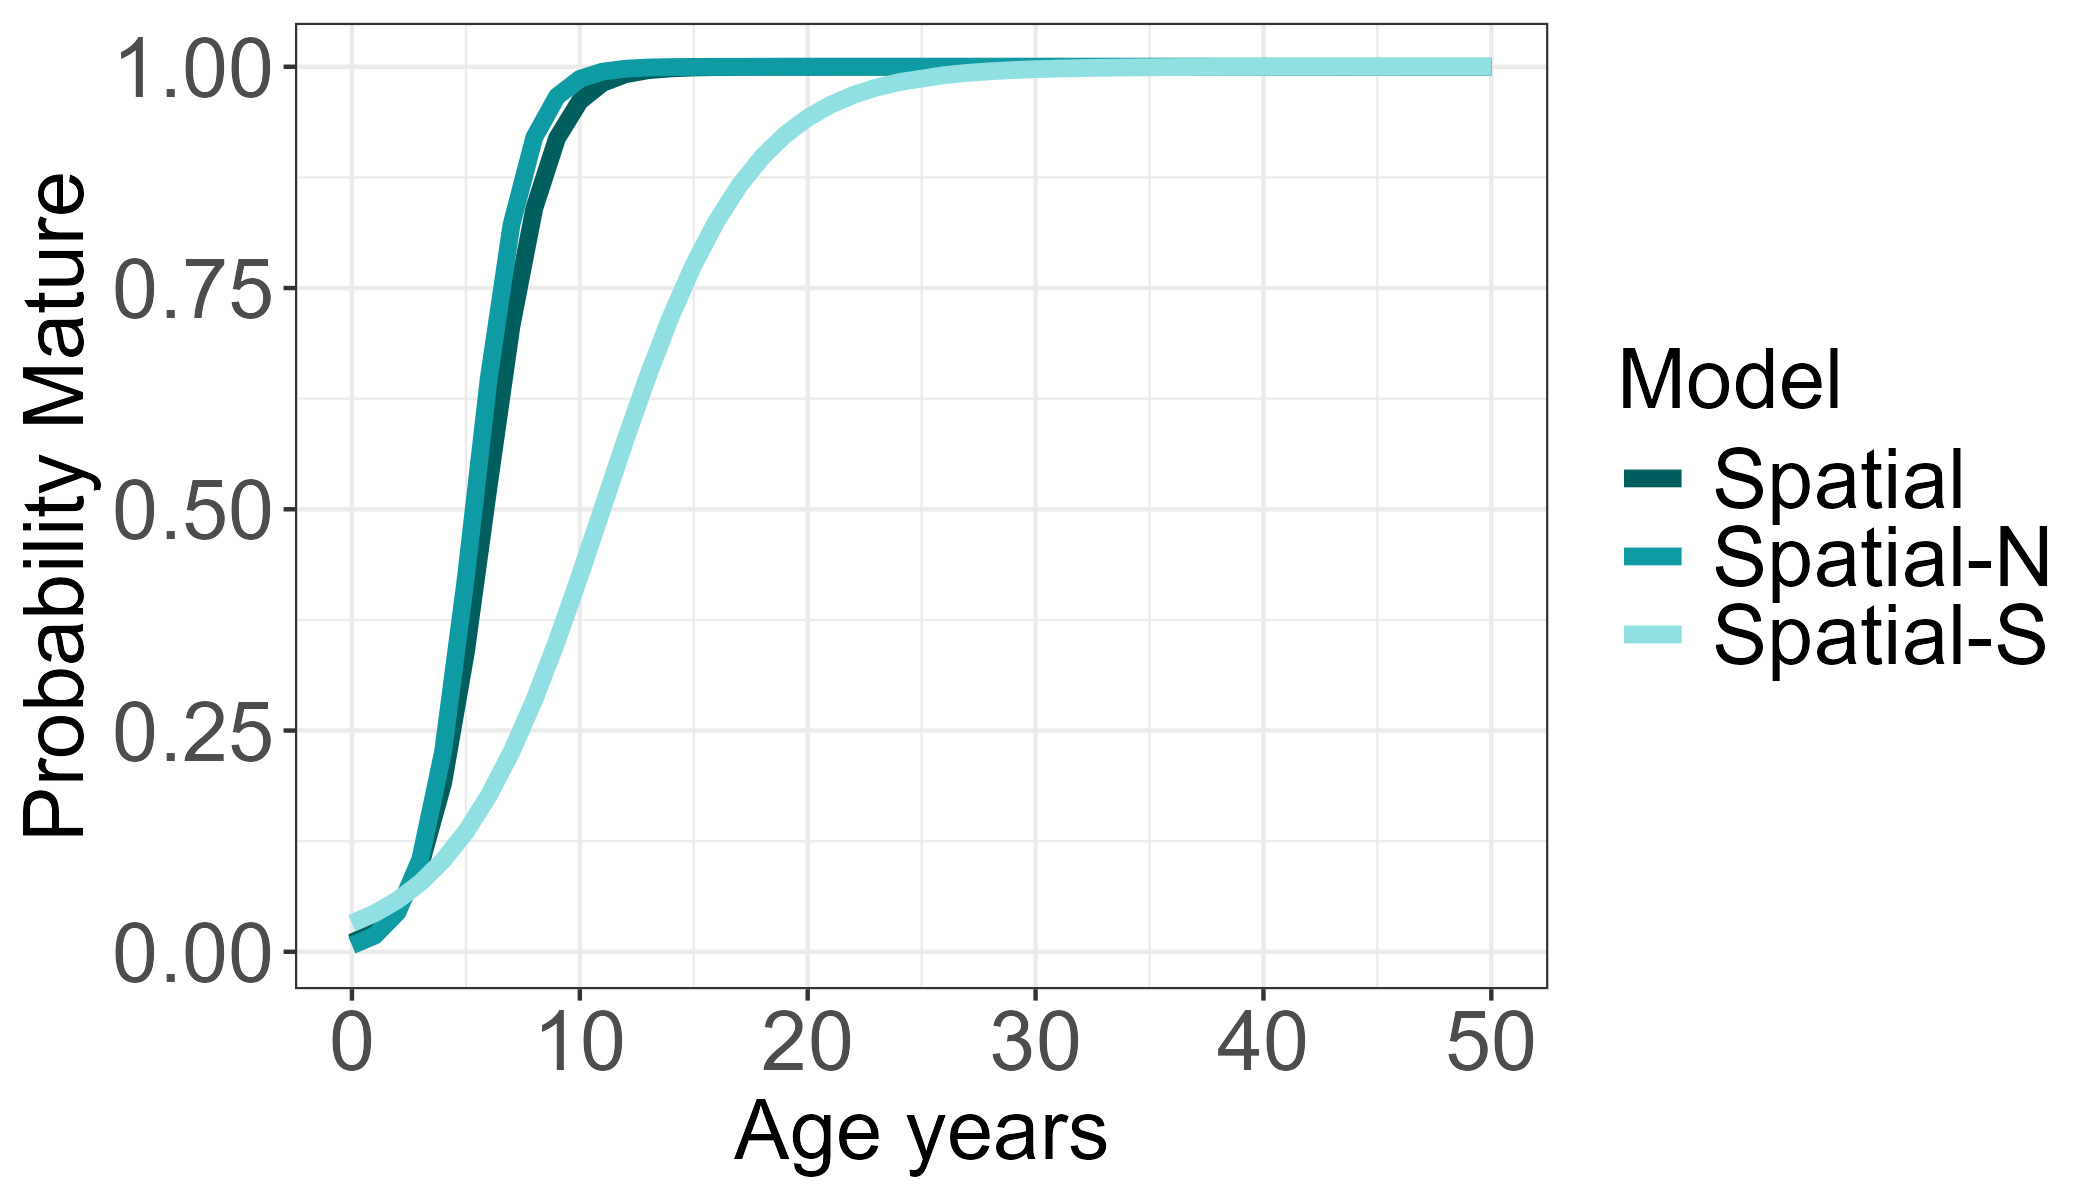 Probability Mature
1.00
0.75
0.50
0.25
0.00
0 10 20 30 40 50
Age years
Model
Spatial
Spatial-N
Spatial-S